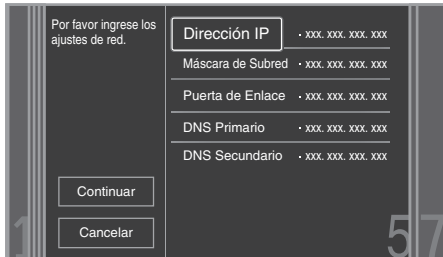 Por favor ingrese los
ajustes de red.
Dirección IP · xxx. xxx. xxx. xxx
Máscara de Subred · xxx. xxx. xxx. xxx
Puerta de Enlace · xxx. xxx. xxx. xxx
DNS Primario · xxx. xxx. xxx. xxx
DNS Secundario · xxx. xxx. xxx. xxx
Continuar
Cancelar
1
57